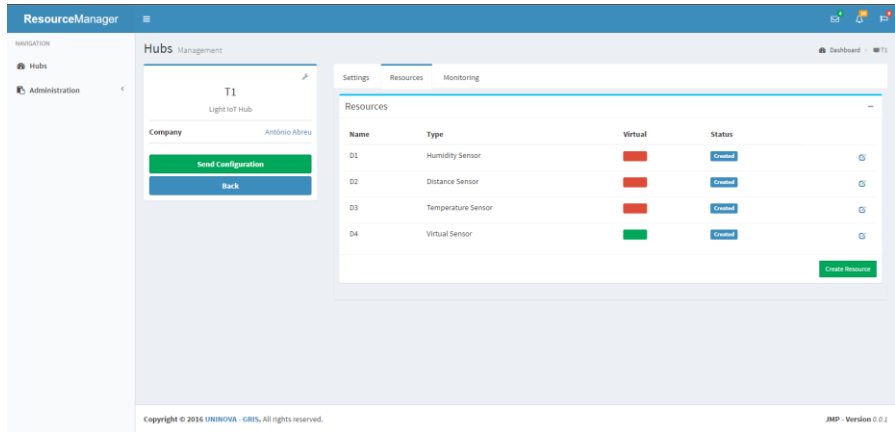 ResourceManager
NAVIGATION
Hubs
Administration
Hubs Management
Dashboard > T1
T1
Light IoT Hub
Company António Abreu
Send Configuration
Back
Settings Resources Monitoring
Resources
Name Type Virtual Status
D1 Humidity Sensor Created
D2 Distance Sensor Created
D3 Temperature Sensor Created
D4 Virtual Sensor Created
Create Resource
Copyright © 2016 UNINOVA - GRIS. All rights reserved.
JMP - Version 0.0.1